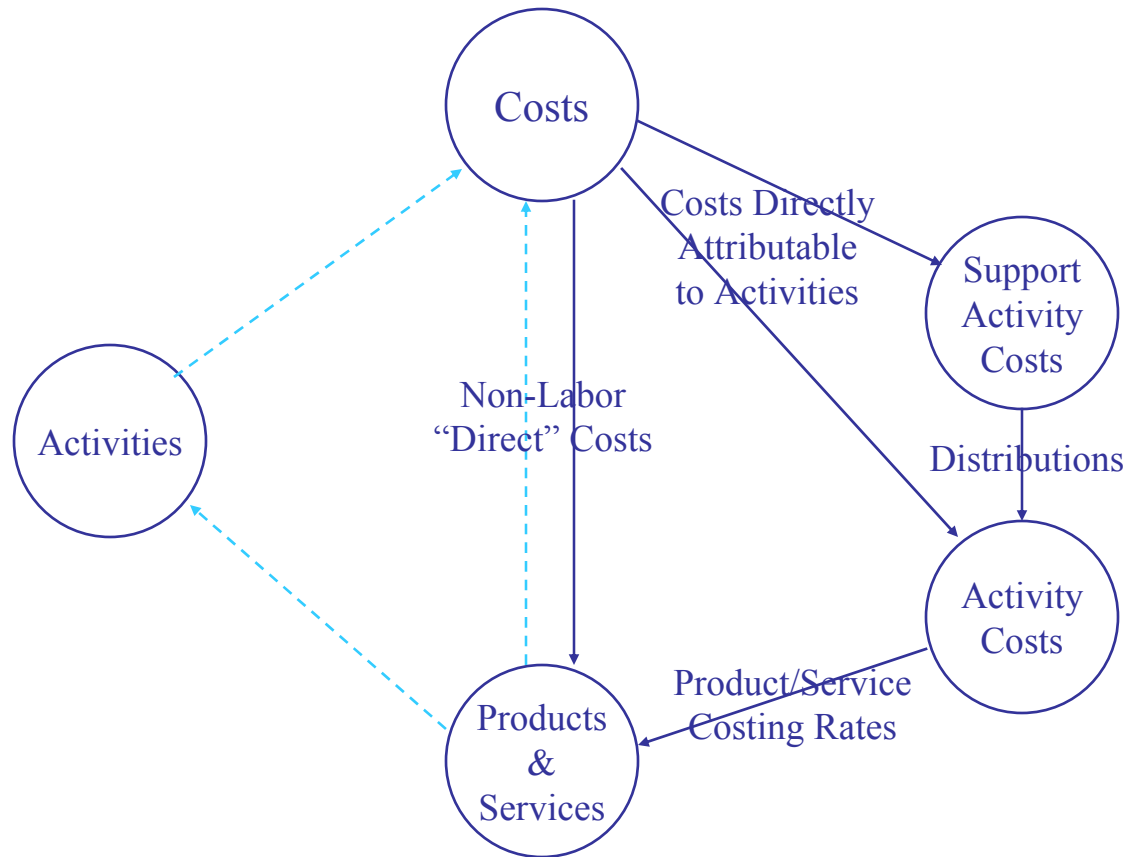 Costs
Costs Directly
Attributable
to Activities
Support
Activity
Costs
Non-Labor
“Direct” Costs
Activities
Distributions
Activity
Costs
Product/Service
Costing Rates
Products
&
Services